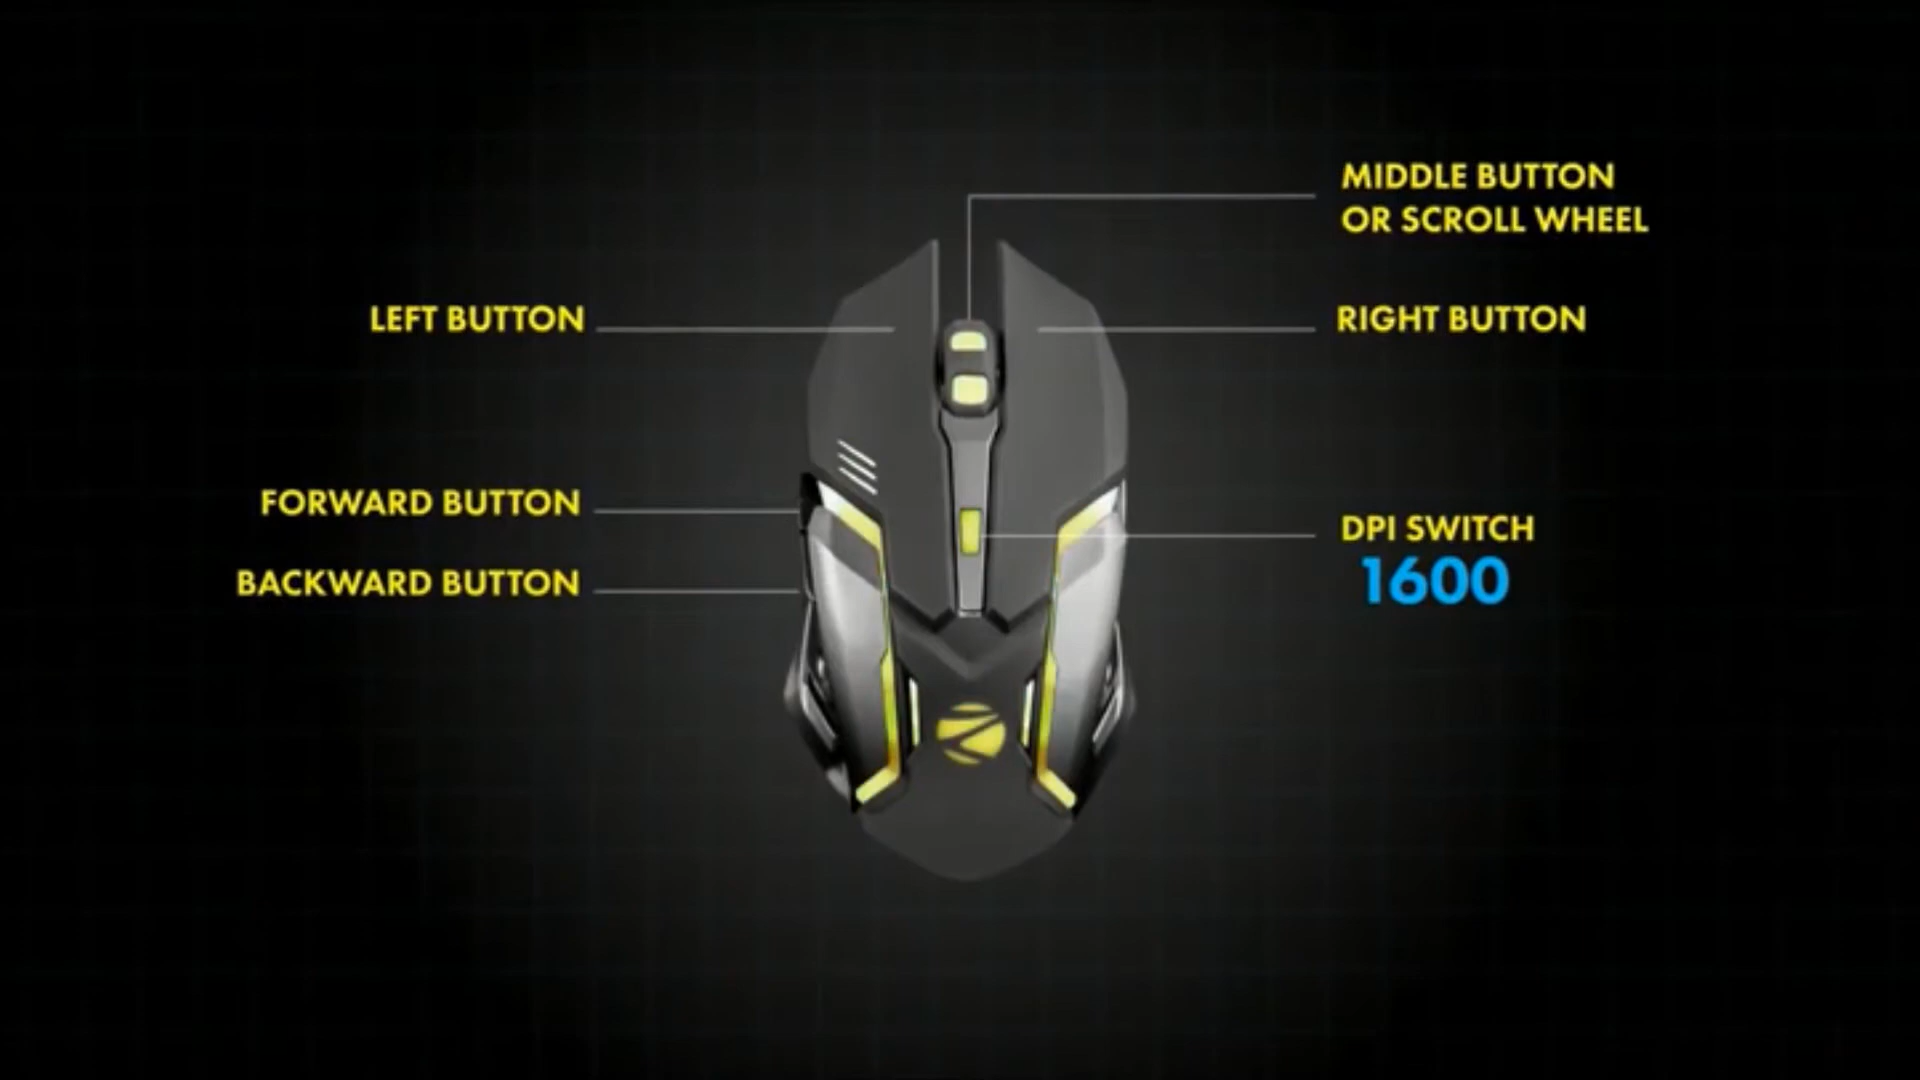 MIDDLE BUTTON
OR SCROLL WHEEL
LEFT BUTTON
RIGHT BUTTON
FORWARD BUTTON
BACKWARD BUTTON
DPI SWITCH
1600